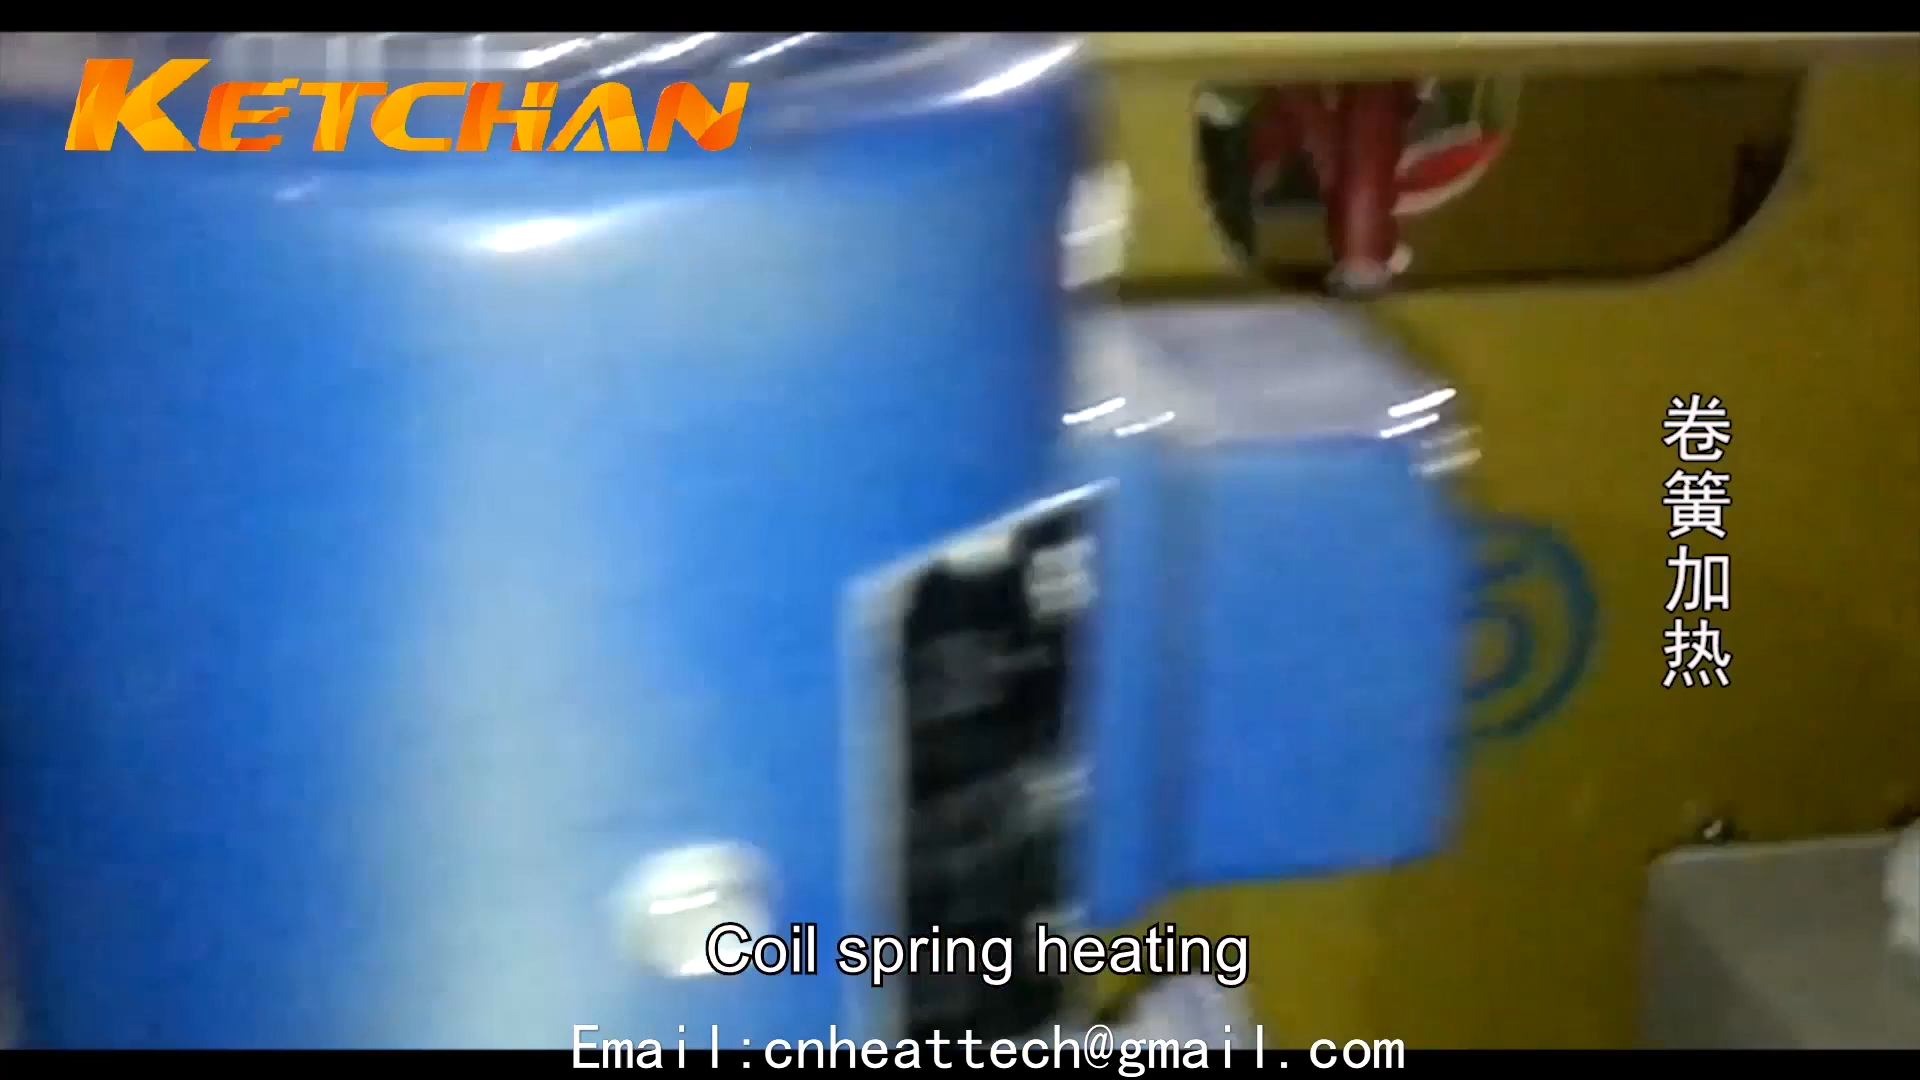 KETCHAN
卷簧加热
Coil spring heating
Email:cnheattech@gmail.com